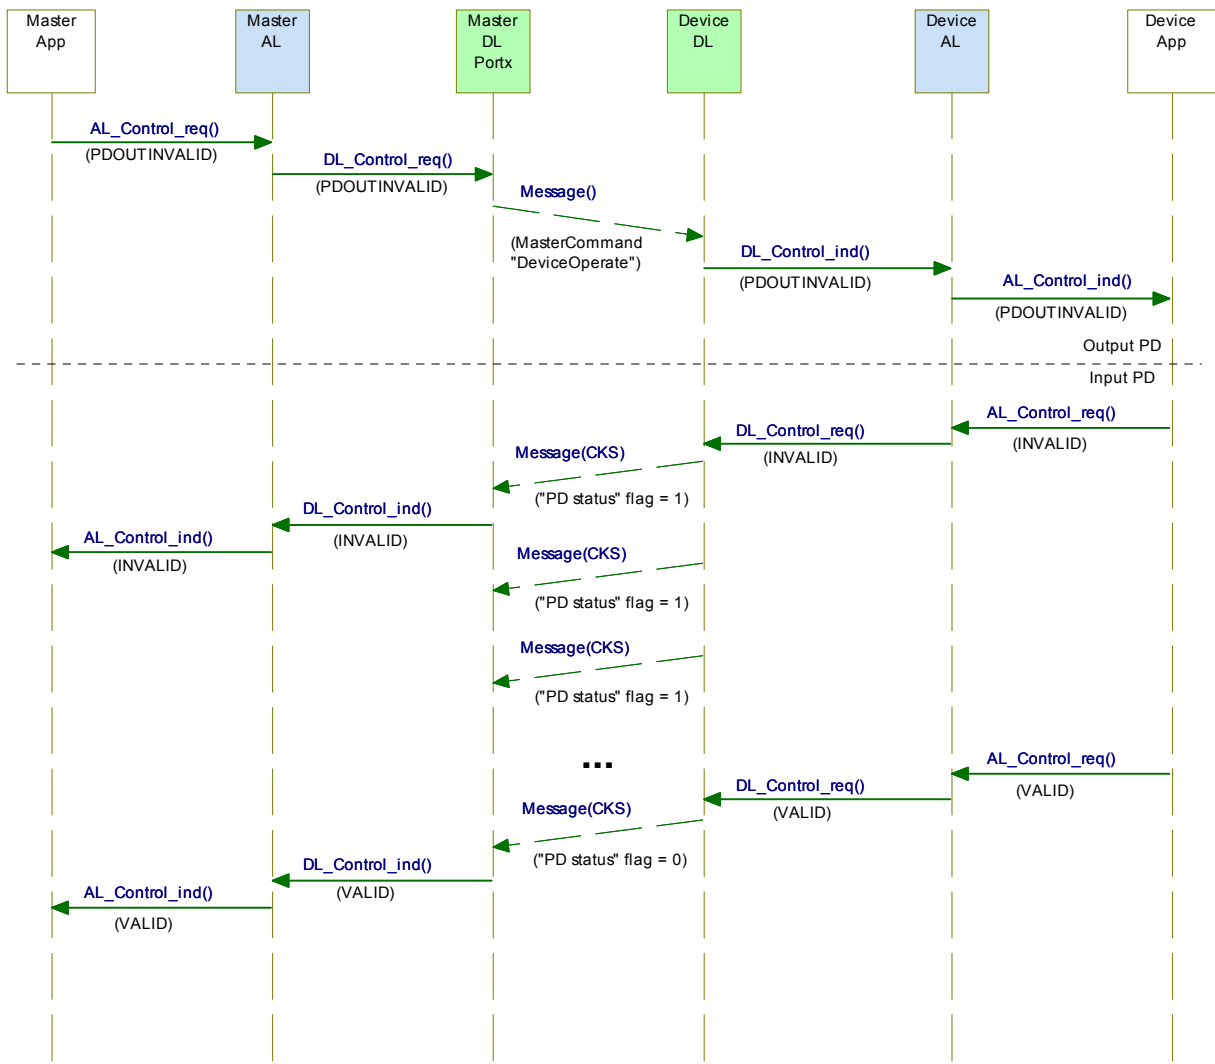 Master
App
Master
AL
Master
DL
Portx
Device
DL
Device
AL
Device
App
AL_Control_req()
(PDOUTINVALID)
DL_Control_req()
(PDOUTINVALID)
Message()
(MasterCommand
"DeviceOperate")
DL_Control_ind()
(PDOUTINVALID)
AL_Control_ind()
(PDOUTINVALID)
Output PD
Input PD
AL_Control_req()
(INVALID)
DL_Control_req()
(INVALID)
Message(CKS)
("PD status" flag = 1)
DL_Control_ind()
(INVALID)
AL_Control_ind()
(INVALID)
Message(CKS)
("PD status" flag = 1)
Message(CKS)
("PD status" flag = 1)
...
AL_Control_req()
(VALID)
DL_Control_req()
(VALID)
Message(CKS)
("PD status" flag = 0)
DL_Control_ind()
(VALID)
AL_Control_ind()
(VALID)